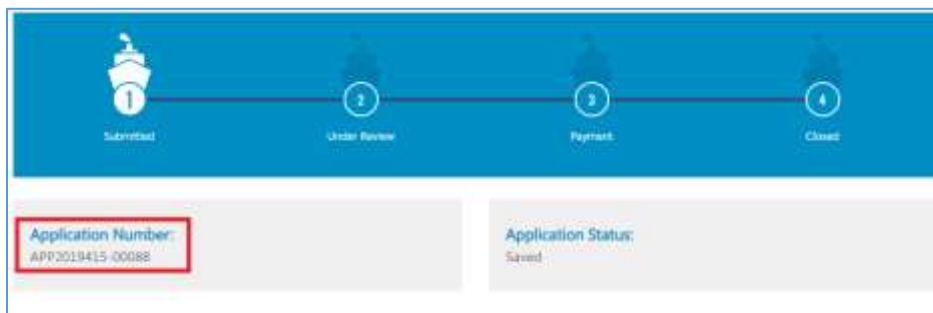 1
2
3
4
Submitted
Under Review
Payment
Closed
Application Number:
APP2019415-00088
Application Status:
Saved